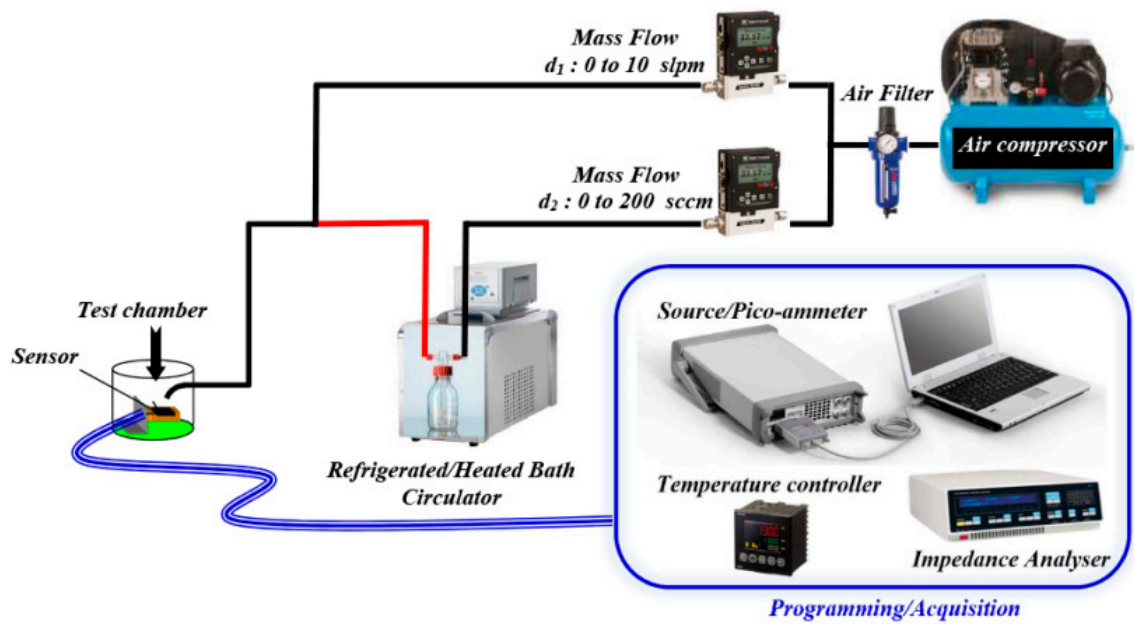 Mass Flow
d₁ : 0 to 10 slpm
Air Filter
Air compressor
Mass Flow
d₂ : 0 to 200 sccm
Test chamber
Sensor
Source/Pico-ammeter
Refrigerated/Heated Bath
Circulator
Temperature controller
Impedance Analyser
Programming/Acquisition